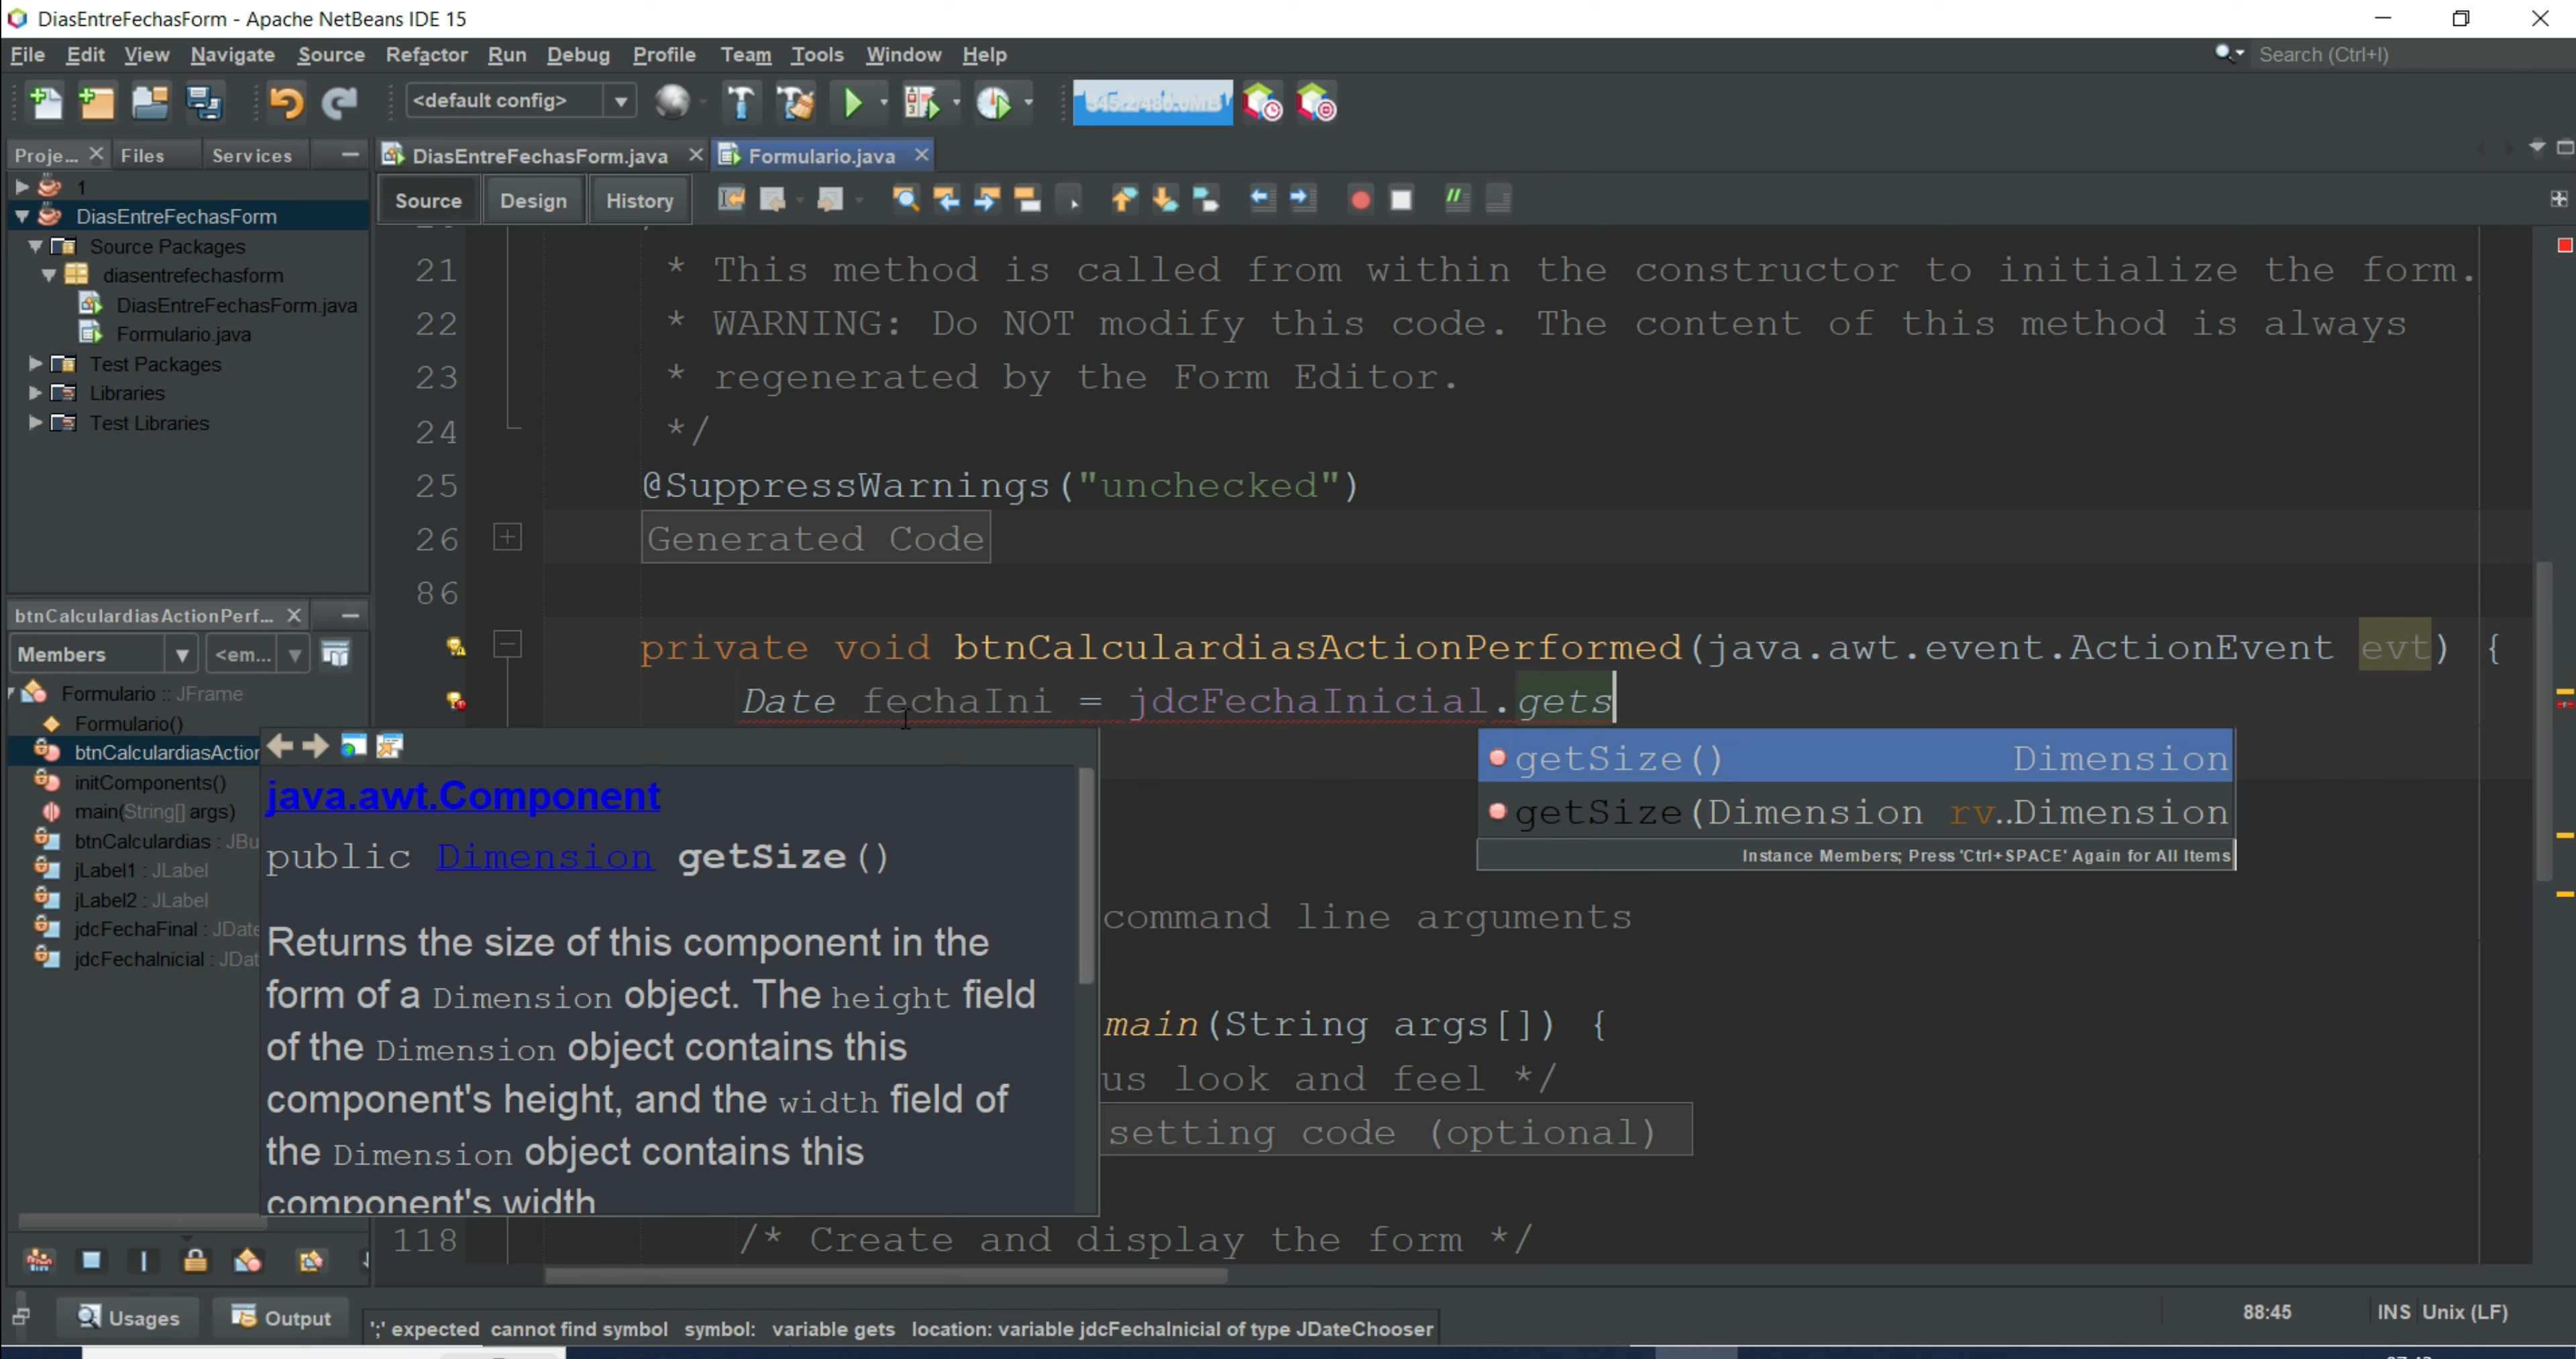 DiasEntreFechasForm - Apache NetBeans IDE 15
File Edit View Navigate Source Refactor Run Debug Profile Team Tools Window Help
Search (Ctrl+I)
<default config>
Proje... Files Services
DiasEntreFechasForm.java Formulario.java
1
DiasEntreFechasForm
Source Packages
diasentrefechasform
DiasEntreFechasForm.java
Formulario.java
Test Packages
Libraries
Test Libraries
Source Design History
21 * This method is called from within the constructor to initialize the form.
22 * WARNING: Do NOT modify this code. The content of this method is always
23 * regenerated by the Form Editor.
24 */
25 @SuppressWarnings("unchecked")
26 Generated Code
86
private void btnCalculardiasActionPerformed(java.awt.event.ActionEvent evt) {
Date fechaIni = jdcFechaInicial.gets
getSize() Dimension
getSize(Dimension rv..Dimension
Instance Members; Press 'Ctrl+SPACE' Again for All Items
btnCalculardiasActionPerf...
Members <em...
Formulario :: JFrame
Formulario()
btnCalculardiasAction
initComponents()
main(String[] args)
btnCalculardias : JBu
jLabel1 : JLabel
jLabel2 : JLabel
jdcFechaFinal : JDate
jdcFechaInicial : JDat
java.awt.Component
public Dimension getSize()
Returns the size of this component in the
form of a Dimension object. The height field
of the Dimension object contains this
component's height, and the width field of
the Dimension object contains this
component's width
command line arguments
main(String args[]) {
us look and feel */
setting code (optional)
118 /* Create and display the form */
Usages Output
';' expected cannot find symbol symbol: variable gets location: variable jdcFechaInicial of type JDateChooser
88:45 INS Unix (LF)